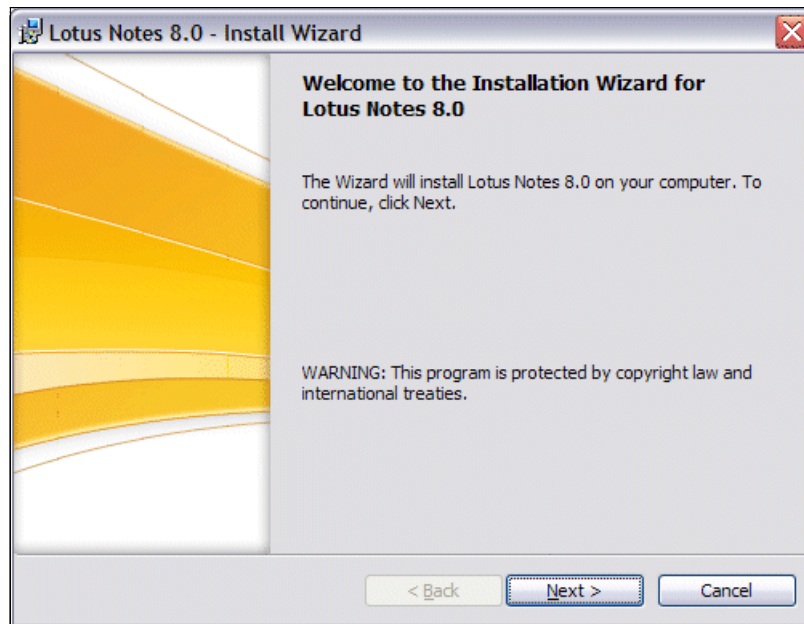 Lotus Notes 8.0 - Install Wizard
Welcome to the Installation Wizard for
Lotus Notes 8.0
The Wizard will install Lotus Notes 8.0 on your computer. To
continue, click Next.
WARNING: This program is protected by copyright law and
international treaties.
< Back
Next >
Cancel